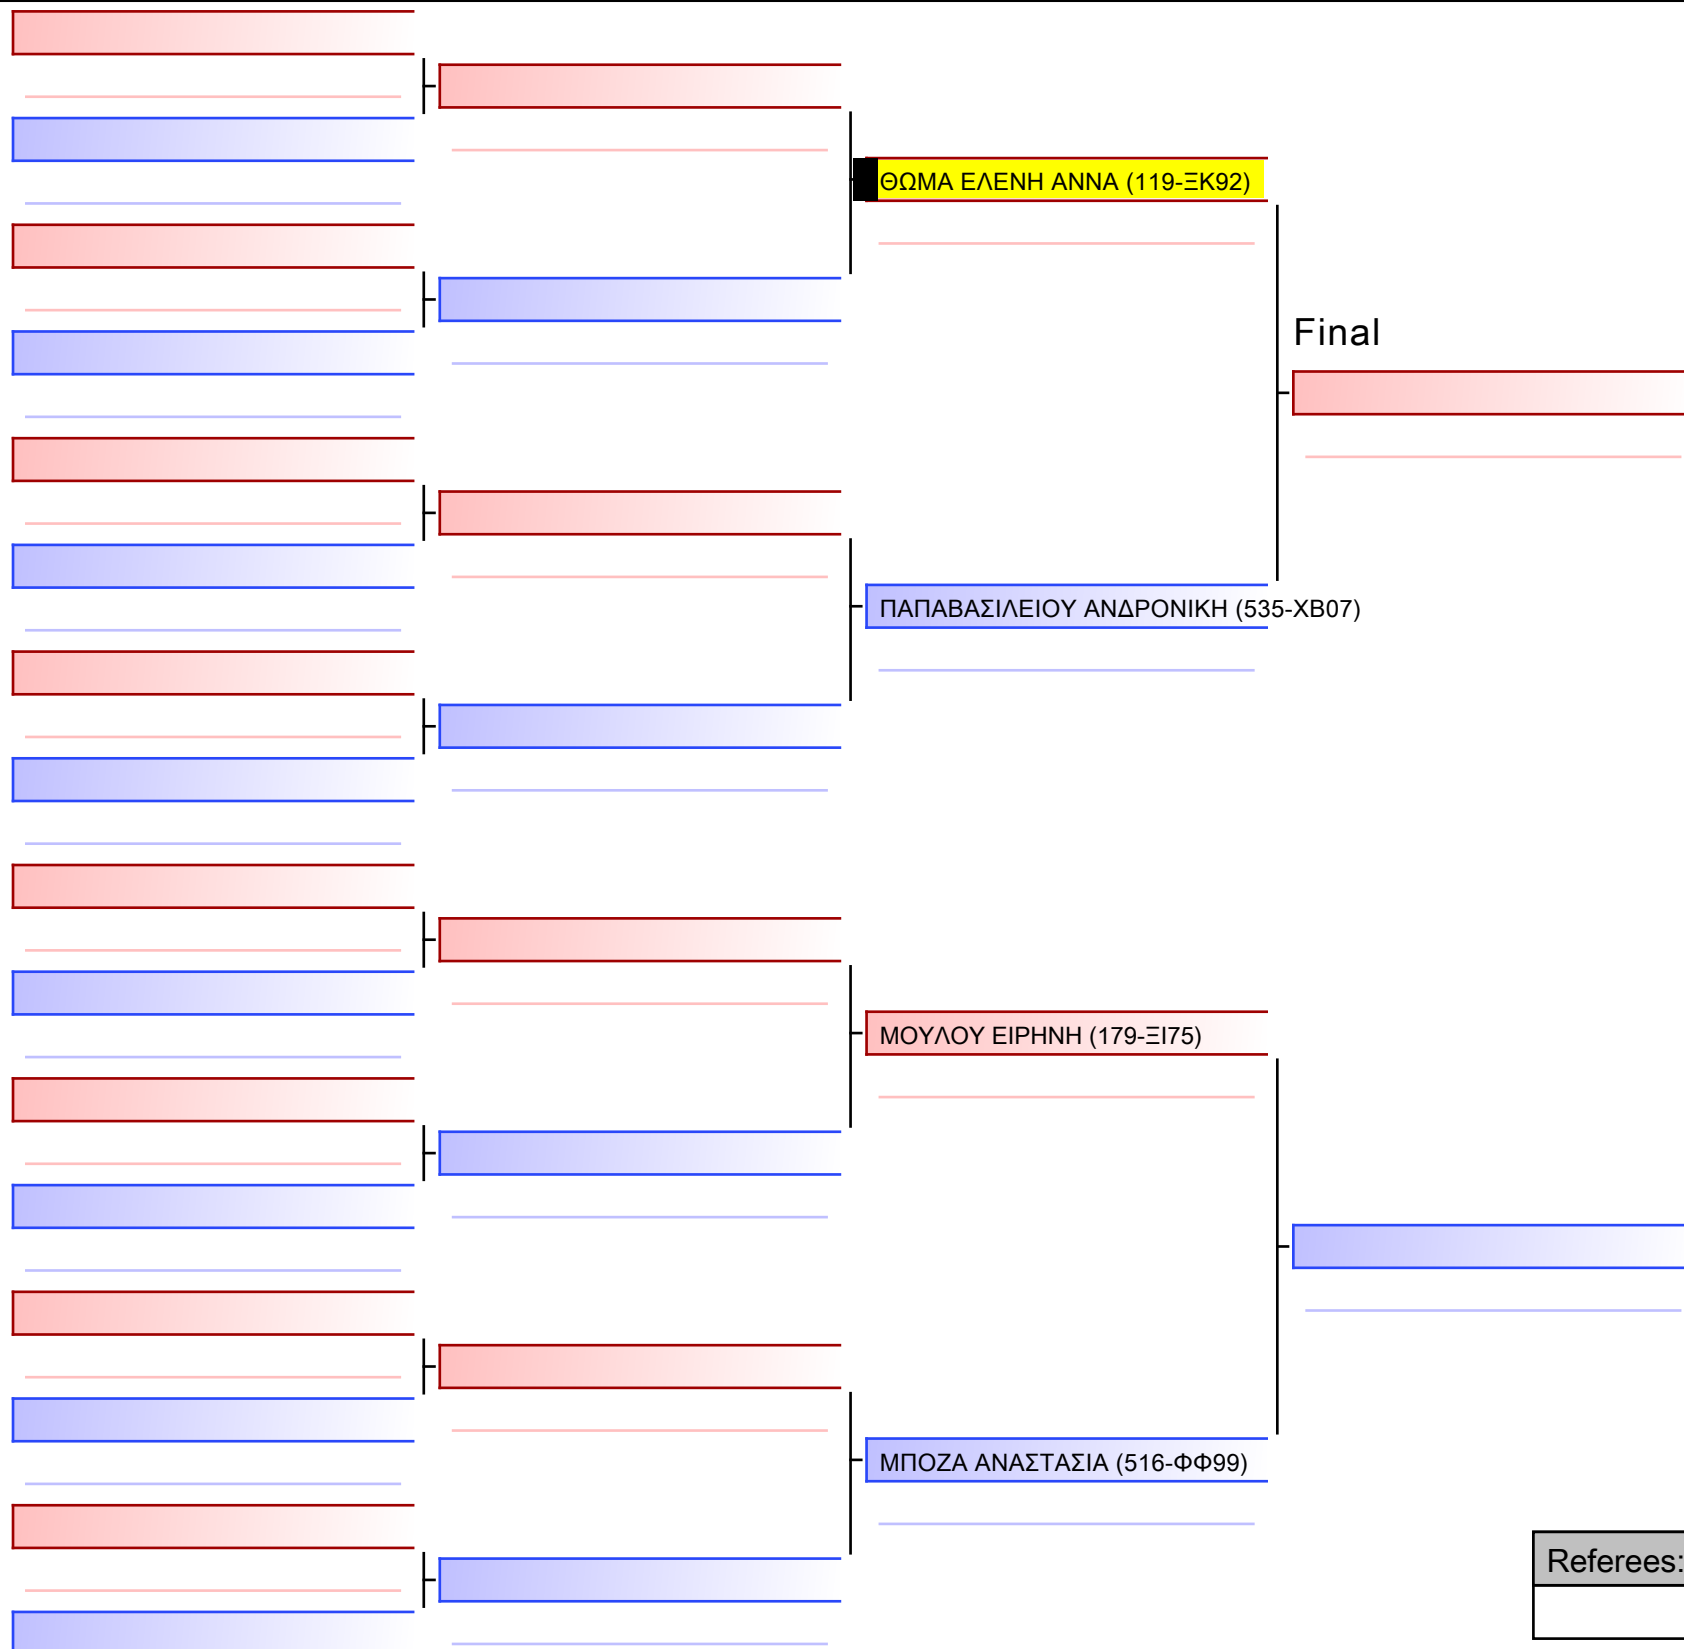 ΘΩΜΑ ΕΛΕΝΗ ΑΝΝΑ (119-ΞΚ92)
Final
ΠΑΠΑΒΑΣΙΛΕΙΟΥ ΑΝΔΡΟΝΙΚΗ (535-ΧΒ07)
ΜΟΥΛΟΥ ΕΙΡΗΝΗ (179-ΞΙ75)
ΜΠΟΖΑ ΑΝΑΣΤΑΣΙΑ (516-ΦΦ99)
Referees: